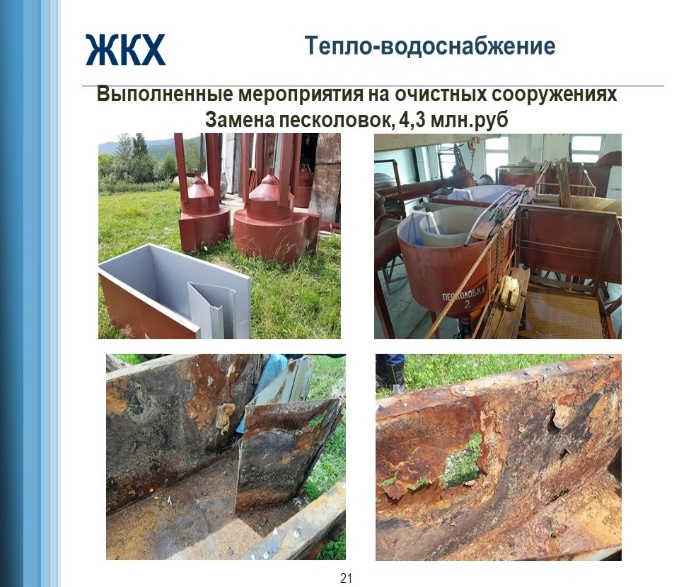 ЖКХ
Тепло-водоснабжение
Выполненные мероприятия на очистных сооружениях
Замена песколовок, 4,3 млн.руб
ПЕСКОЛОВКА
2
21